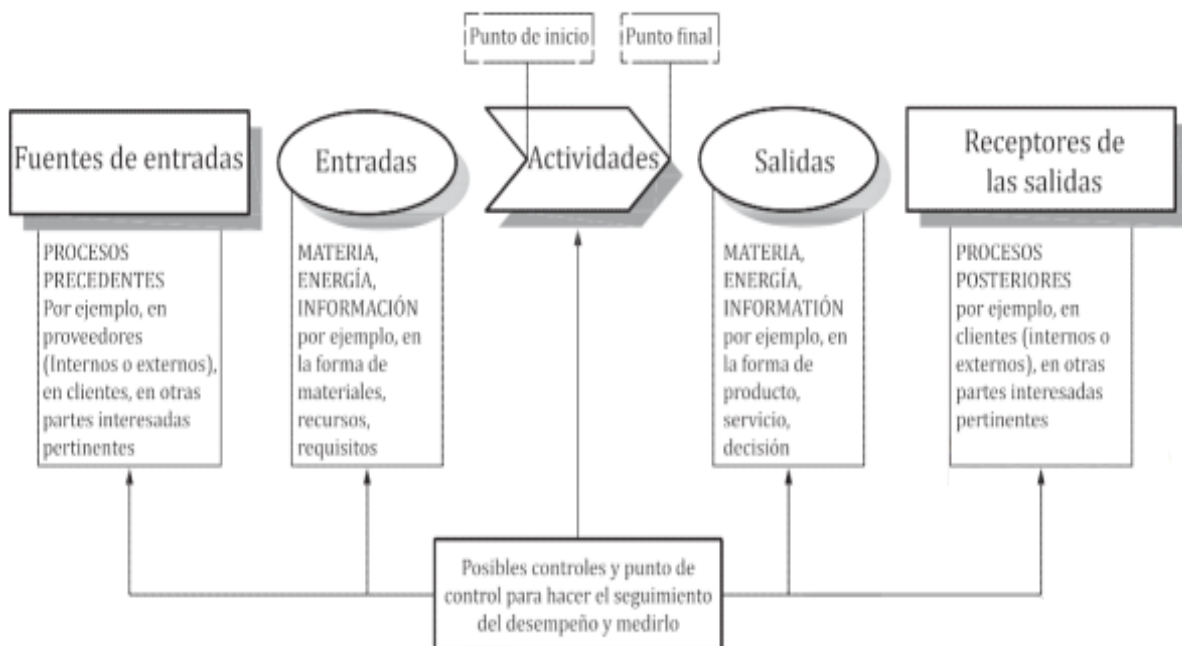 Punto de inicio
Punto final
Fuentes de entradas
Entradas
Actividades
Salidas
Receptores de
las salidas
PROCESOS
PRECEDENTES
Por ejemplo, en
proveedores
(Internos o externos),
en clientes, en otras
partes interesadas
pertinentes
MATERIA,
ENERGÍA,
INFORMACIÓN
por ejemplo, en
la forma de
materiales,
recursos,
requisitos
MATERIA,
ENERGÍA,
INFORMATIÓN
por ejemplo, en
la forma de
producto,
servicio,
decisión
PROCESOS
POSTERIORES
por ejemplo, en
clientes (internos o
externos), en otras
partes interesadas
pertinentes
Posibles controles y punto de
control para hacer el seguimiento
del desempeño y medirlo